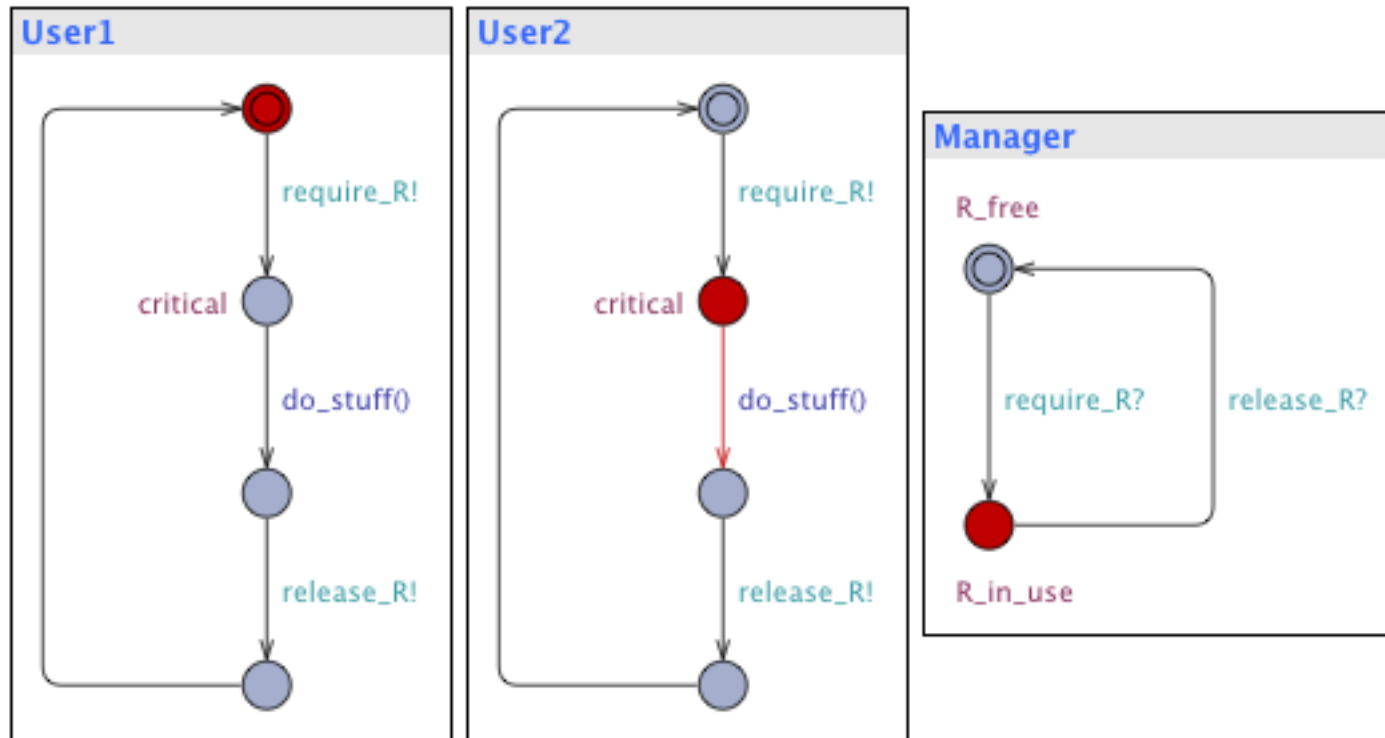 User1
require_R!
critical
do_stuff()
release_R!
User2
require_R!
critical
do_stuff()
release_R!
Manager
R_free
require_R?
release_R?
R_in_use